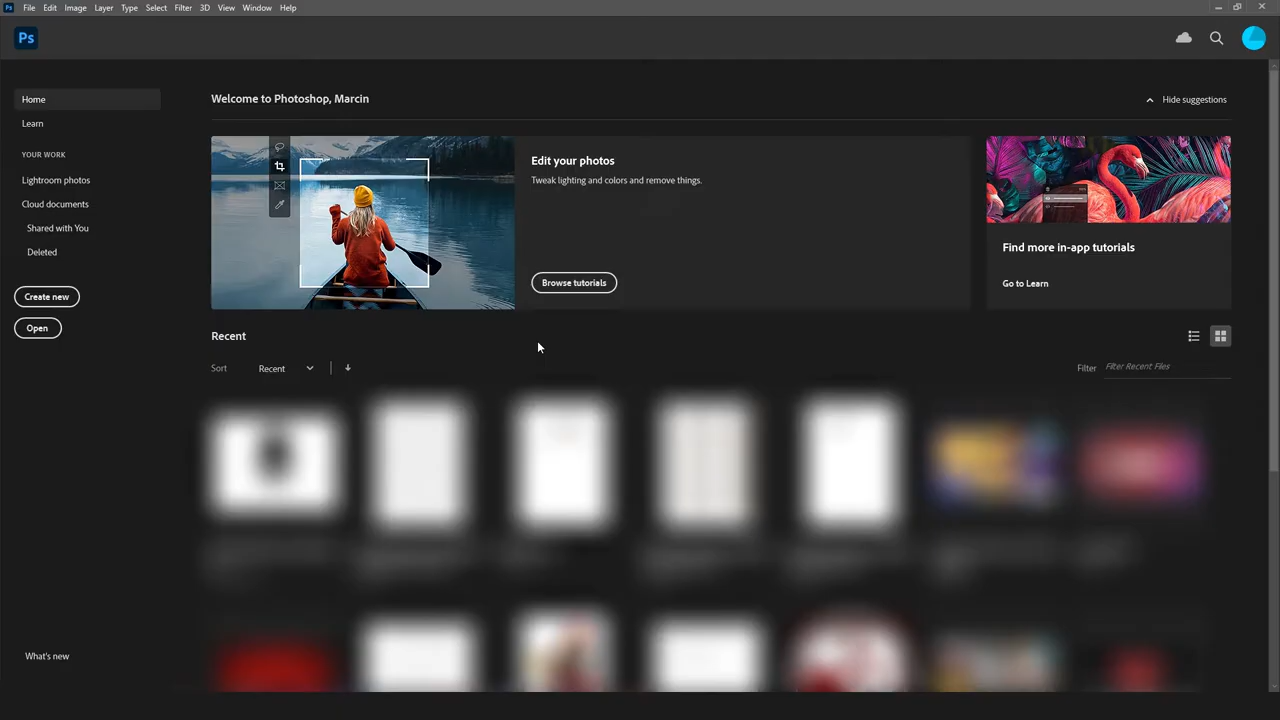 Ps File Edit Image Layer Type Select Filter 3D View Window Help
Ps
Home
Learn
YOUR WORK
Lightroom photos
Cloud documents
Shared with You
Deleted
Create new
Open
What's new
Welcome to Photoshop, Marcin
Hide suggestions
Edit your photos
Tweak lighting and colors and remove things.
Browse tutorials
Find more in-app tutorials
Go to Learn
Recent
Sort Recent
Filter Filter Recent Files